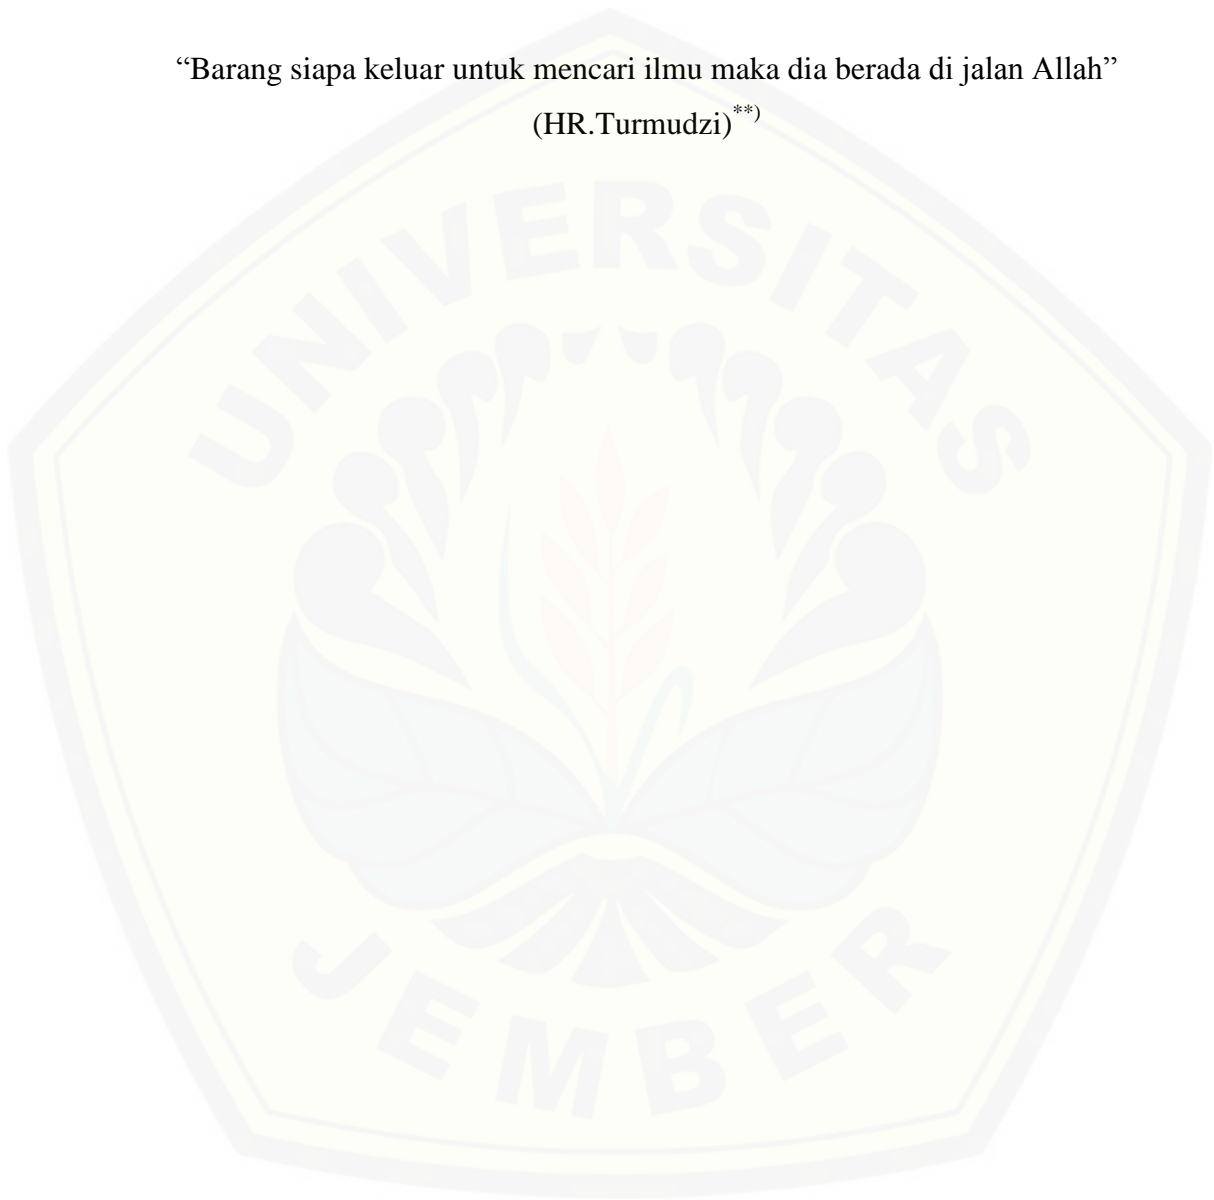 “Barang siapa keluar untuk mencari ilmu maka dia berada di jalan Allah”
(HR.Turmudzi)**)
UNIVERSITAS
JEMBER